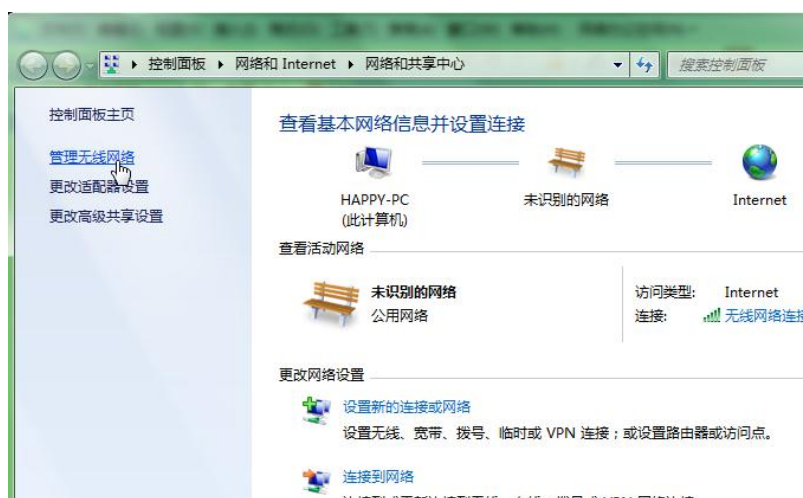 控制面板 ▸ 网络和 Internet ▸ 网络和共享中心
搜索控制面板
控制面板主页
管理无线网络
更改适配器设置
更改高级共享设置
查看基本网络信息并设置连接
HAPPY-PC
(此计算机)
未识别的网络
Internet
查看活动网络
未识别的网络
公用网络
访问类型: Internet
连接: 无线网络连接
更改网络设置
设置新的连接或网络
设置无线、宽带、拨号、临时或 VPN 连接；或设置路由器或访问点。
连接到网络